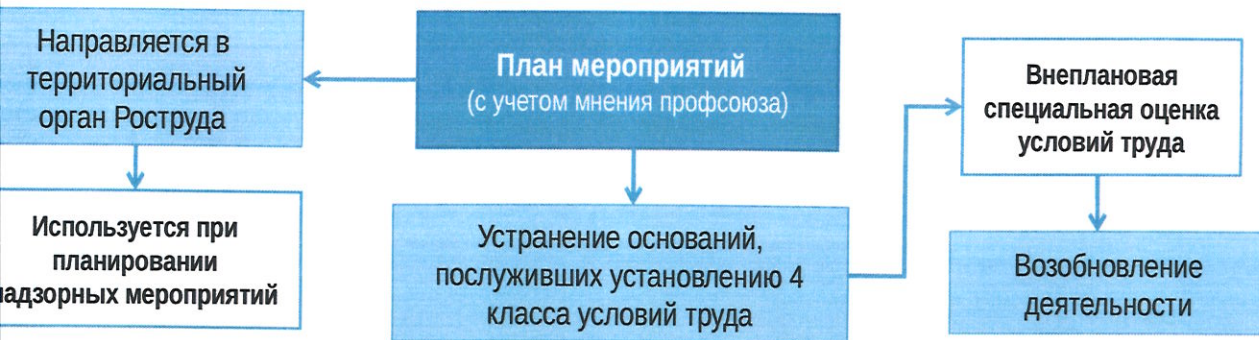 Направляется в
территориальный
орган Роструда
План мероприятий
(с учетом мнения профсоюза)
Внеплановая
специальная оценка
условий труда
Используется при
планировании
надзорных мероприятий
Устранение оснований,
послуживших установлению 4
класса условий труда
Возобновление
деятельности